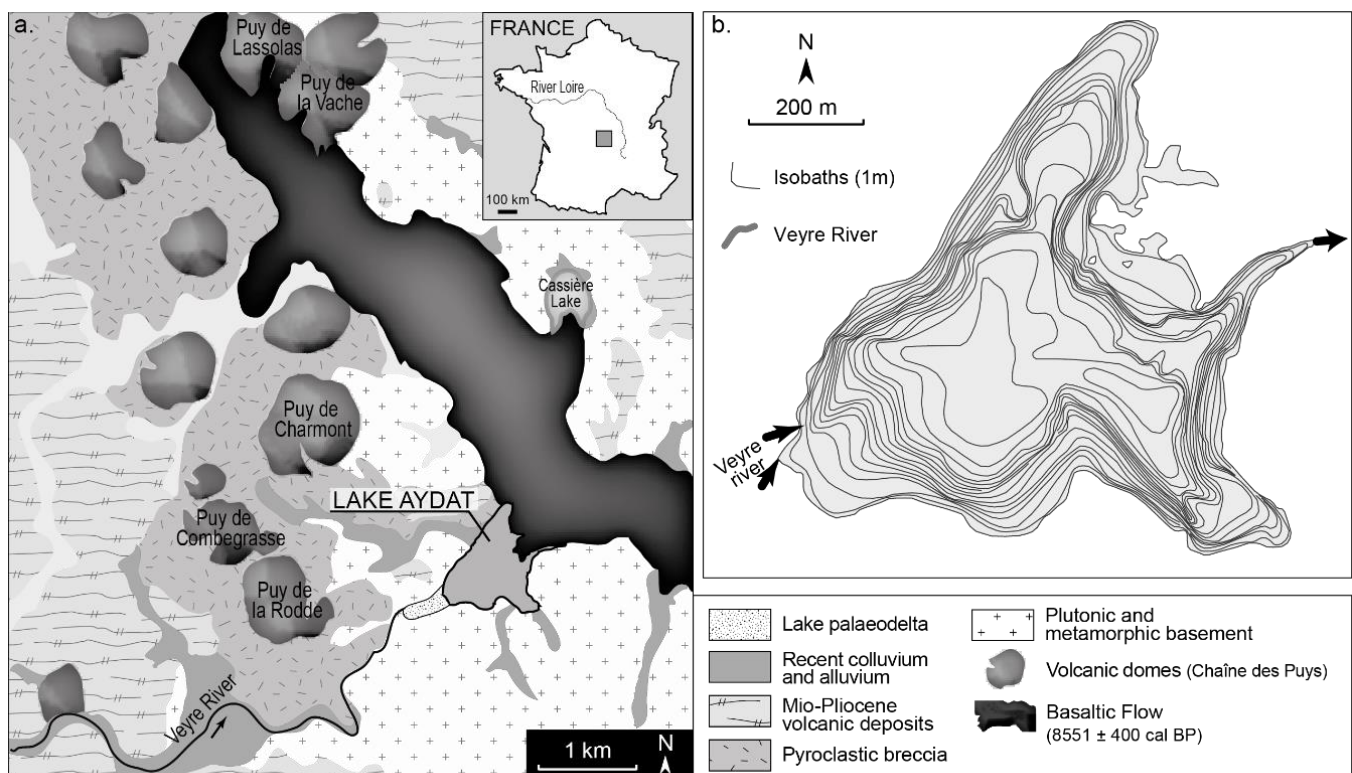 a.
Puy de
Lassolas
Puy de
la Vache
FRANCE
River Loire
100 km
Cassière
Lake
Puy de
Charmont
LAKE AYDAT
Puy de
Combegrasse
Puy de
la Rodde
Veyre River
1 km
N
b.
N
200 m
Isobaths (1m)
Veyre River
Veyre
river
Lake palaeodelta
Recent colluvium
and alluvium
Mio-Pliocene
volcanic deposits
Pyroclastic breccia
Plutonic and
metamorphic basement
Volcanic domes (Chaîne des Puys)
Basaltic Flow
(8551 ± 400 cal BP)